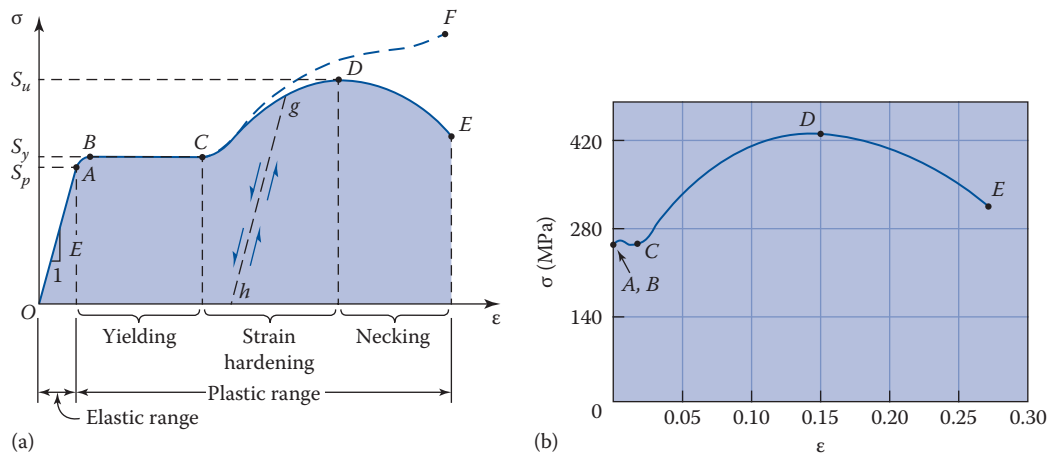 σ
F
S_u
D
g
S_y
B
C
E
S_p
A
E
1
h
O
ε
Yielding
Strain
hardening
Necking
Plastic range
Elastic range
(a)
σ (MPa)
420
280
140
0
D
E
C
A, B
0.05
0.10
0.15
0.20
0.25
0.30
ε
(b)